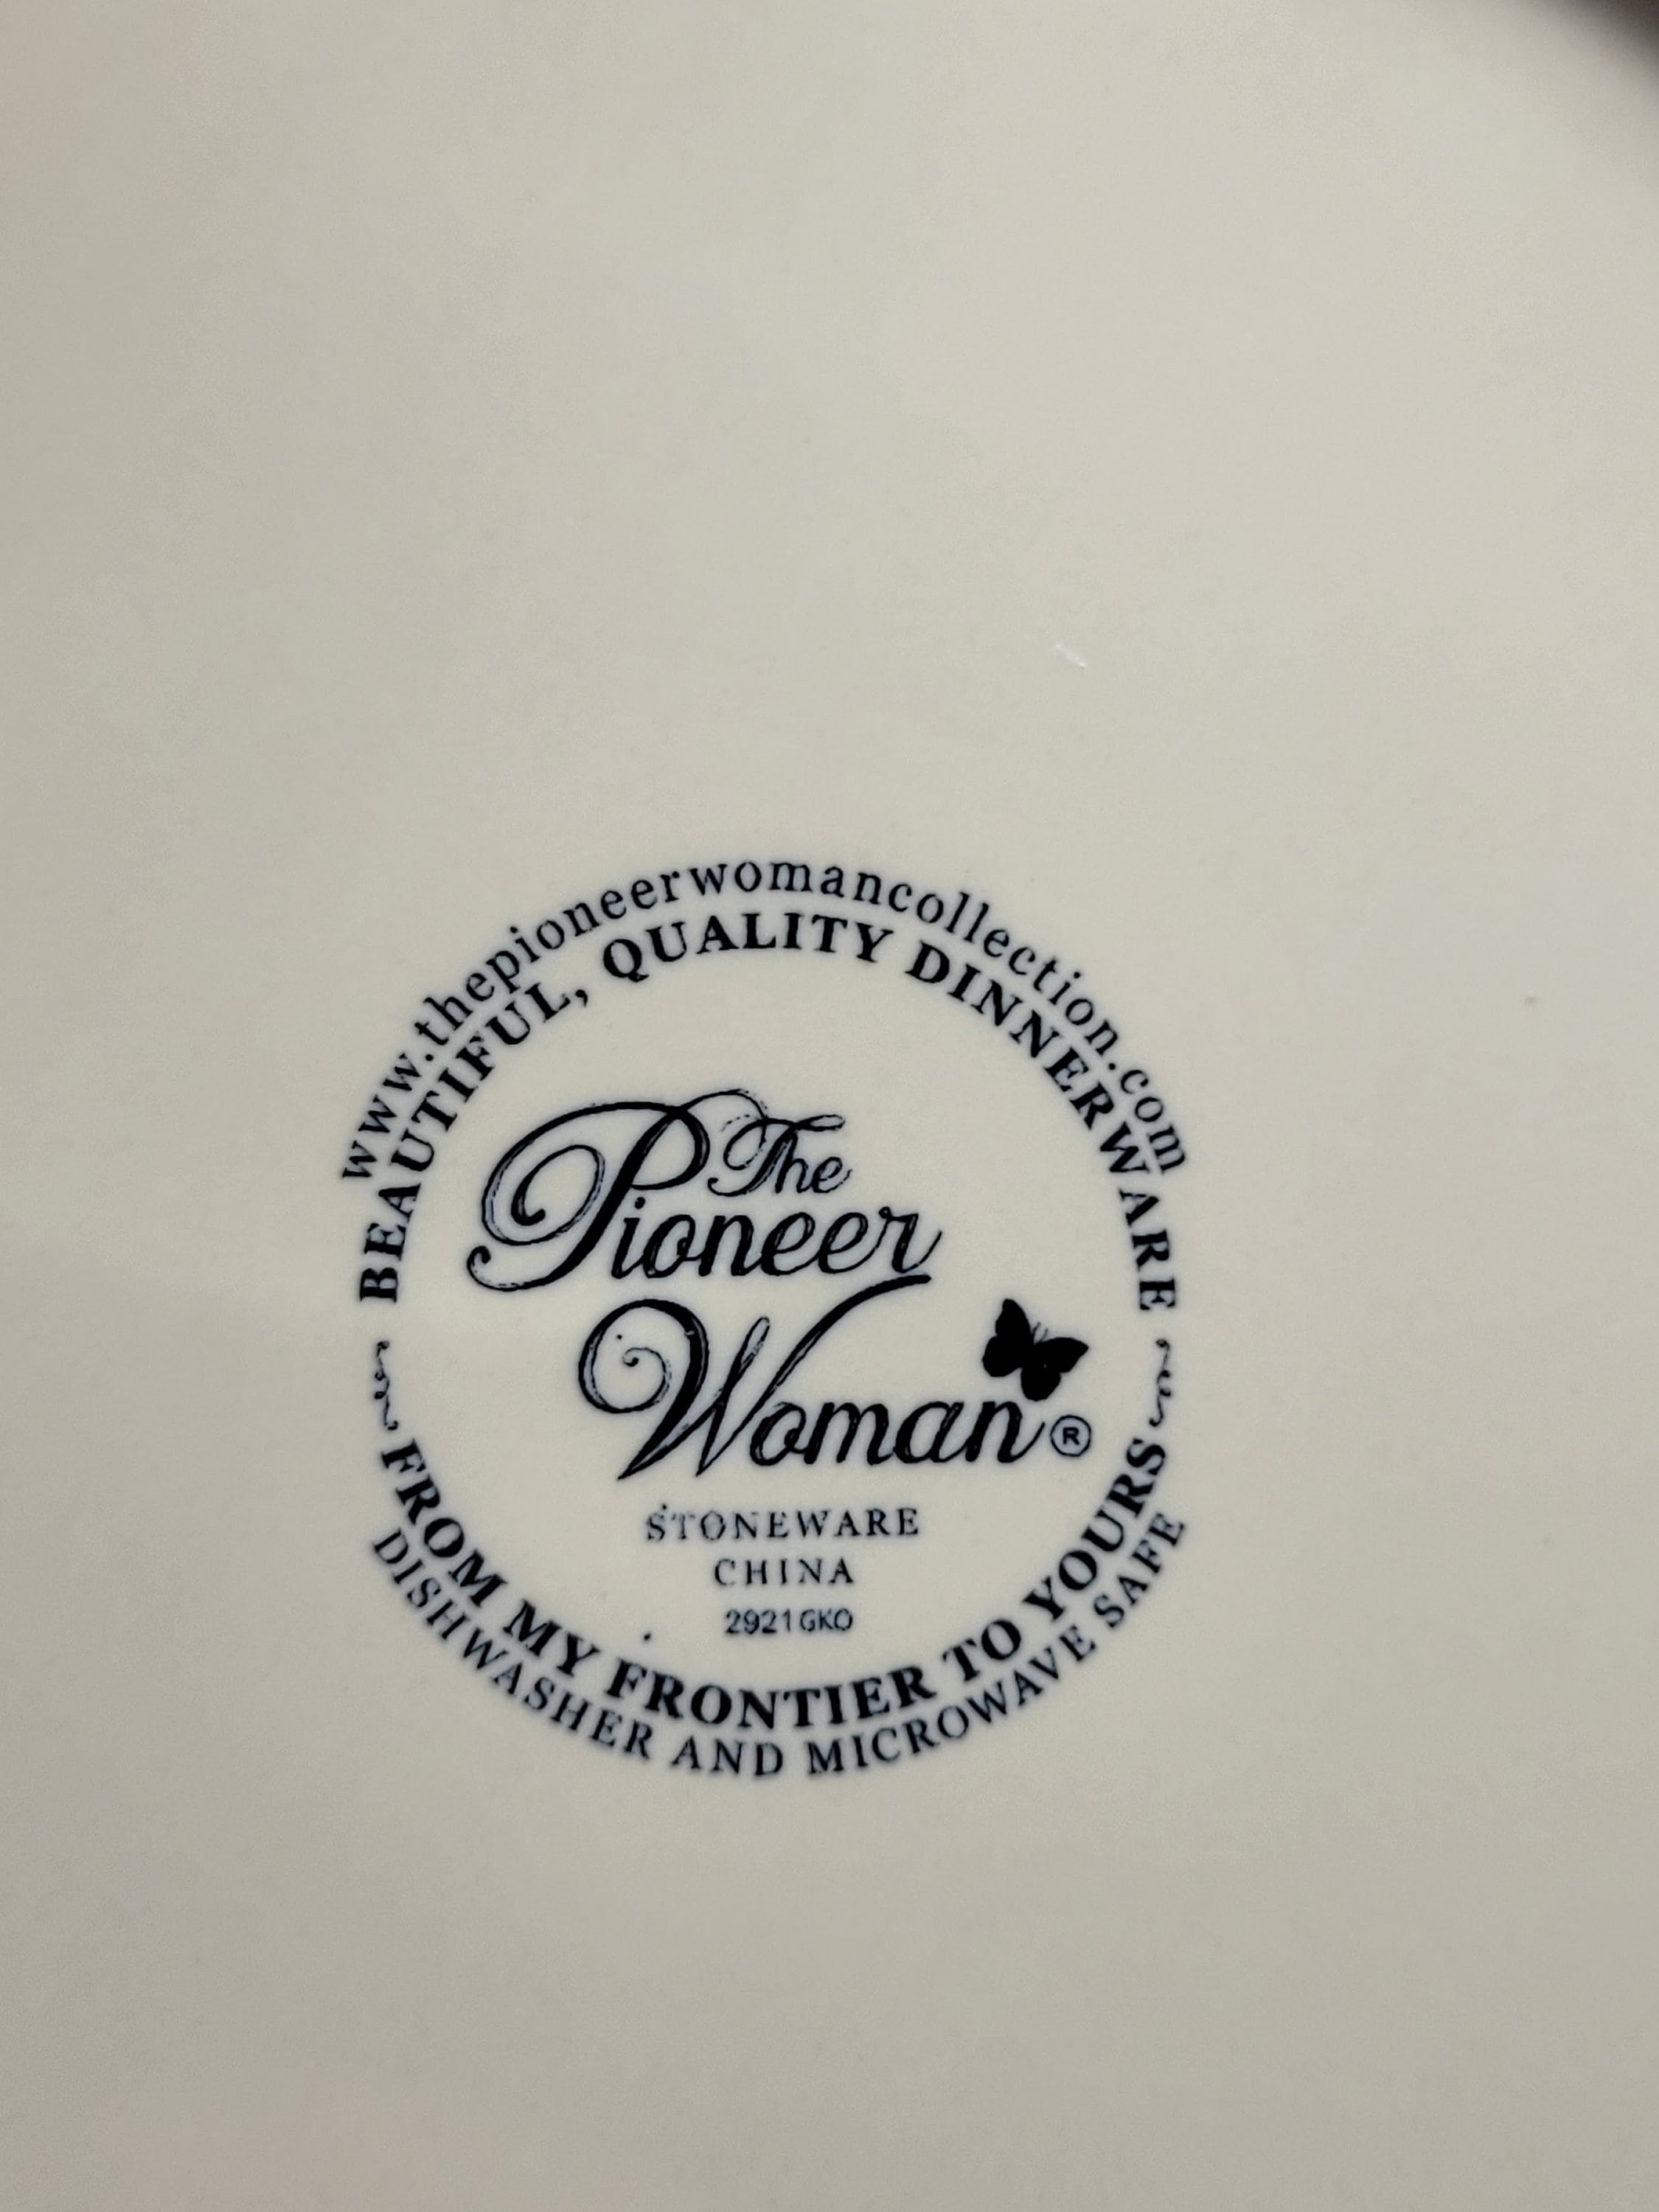 www.thepioneerwomancollection.com
BEAUTIFUL, QUALITY DINNERWARE
The
Pioneer
Woman®
STONEWARE
CHINA
2921GKO
FROM MY FRONTIER TO YOURS
DISHWASHER AND MICROWAVE SAFE